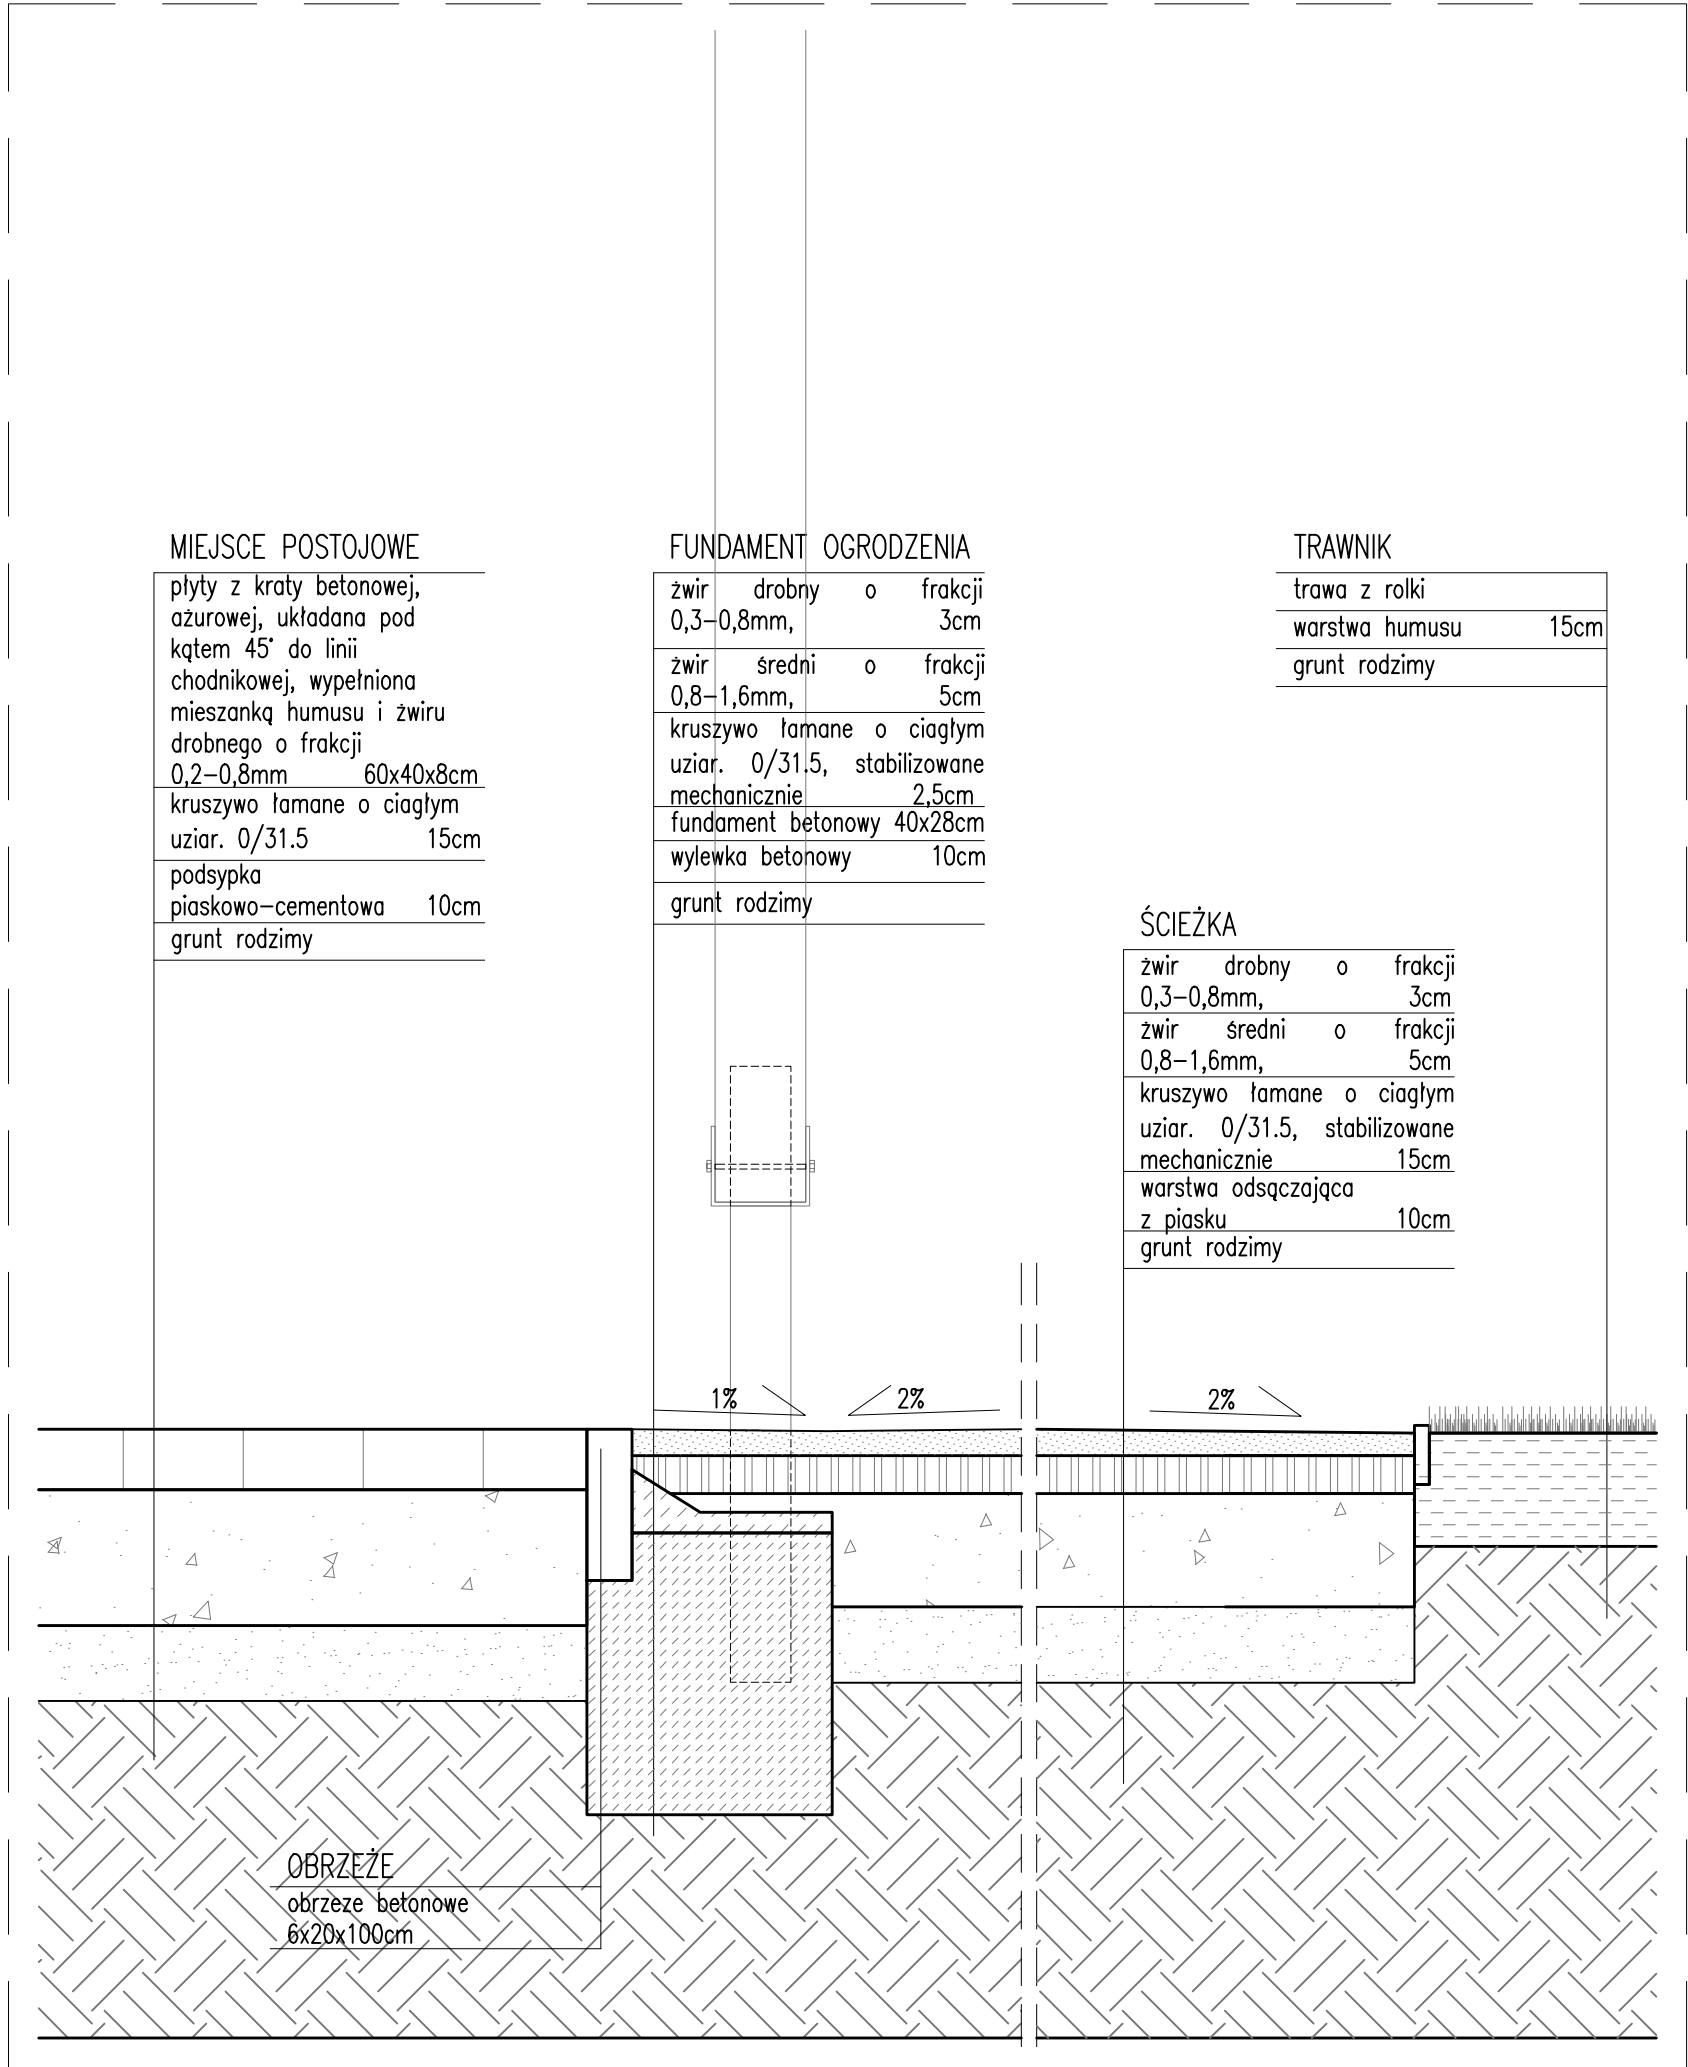 MIEJSCE POSTOJOWE
płyty z kraty betonowej,
ażurowej, układana pod
kątem 45° do linii
chodnikowej, wypełniona
mieszanką humusu i żwiru
drobnego o frakcji
0,2-0,8mm 60x40x8cm
kruszywo łamane o ciagłym
uziar. 0/31.5 15cm
podsypka
piaskowo-cementowa 10cm
grunt rodzimy
FUNDAMENT OGRODZENIA
żwir drobny o frakcji
0,3-0,8mm, 3cm
żwir średni o frakcji
0,8-1,6mm, 5cm
kruszywo łamane o ciagłym
uziar. 0/31.5, stabilizowane
mechanicznie 2,5cm
fundament betonowy 40x28cm
wylewka betonowy 10cm
grunt rodzimy
TRAWNIK
trawa z rolki
warstwa humusu 15cm
grunt rodzimy
ŚCIEŻKA
żwir drobny o frakcji
0,3-0,8mm, 3cm
żwir średni o frakcji
0,8-1,6mm, 5cm
kruszywo łamane o ciagłym
uziar. 0/31.5, stabilizowane
mechanicznie 15cm
warstwa odsączająca
z piasku 10cm
grunt rodzimy
1% 2% 2%
OBRZEŻE
obrzeze betonowe
6x20x100cm